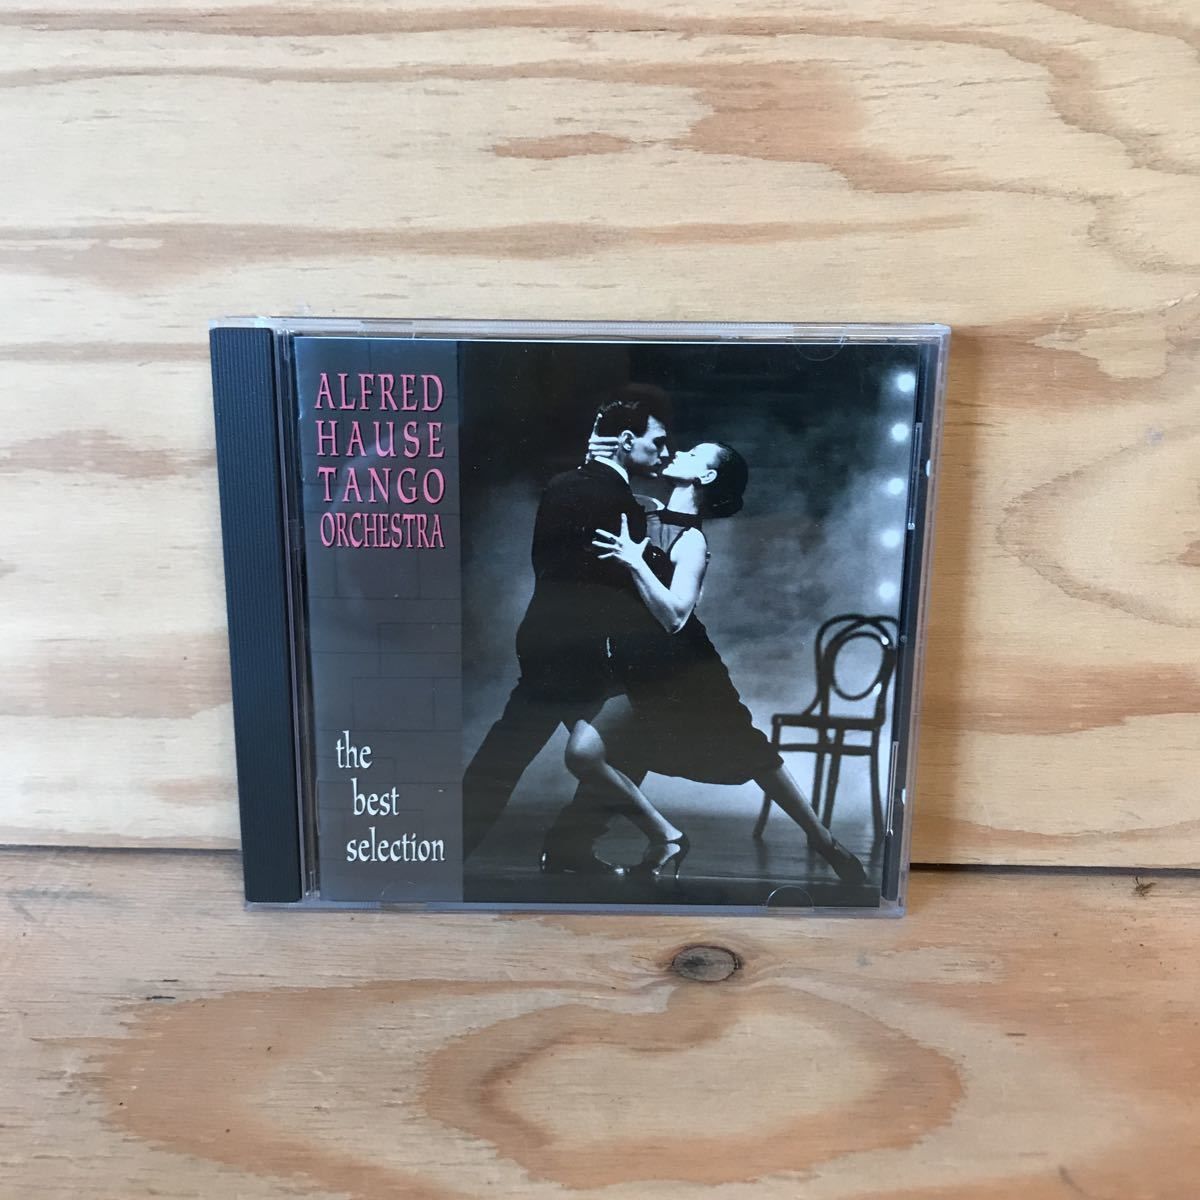 ALFRED
HAUSE
TANGO
ORCHESTRA
the
best
selection